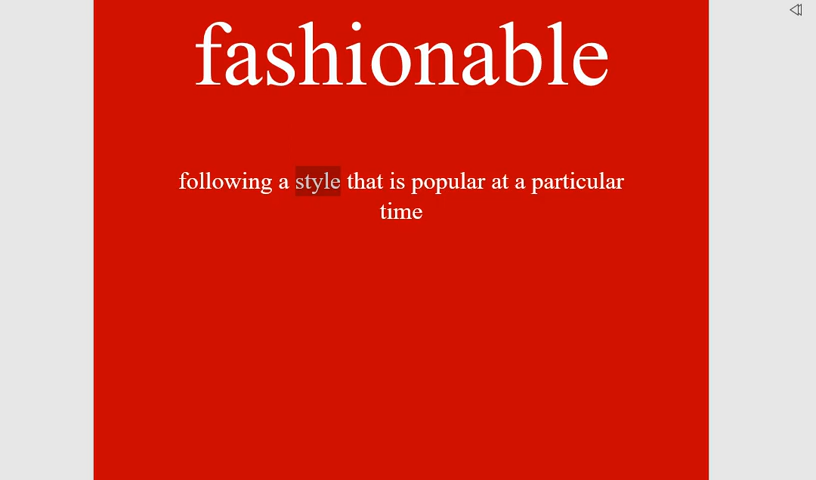 fashionable
following a style that is popular at a particular
time